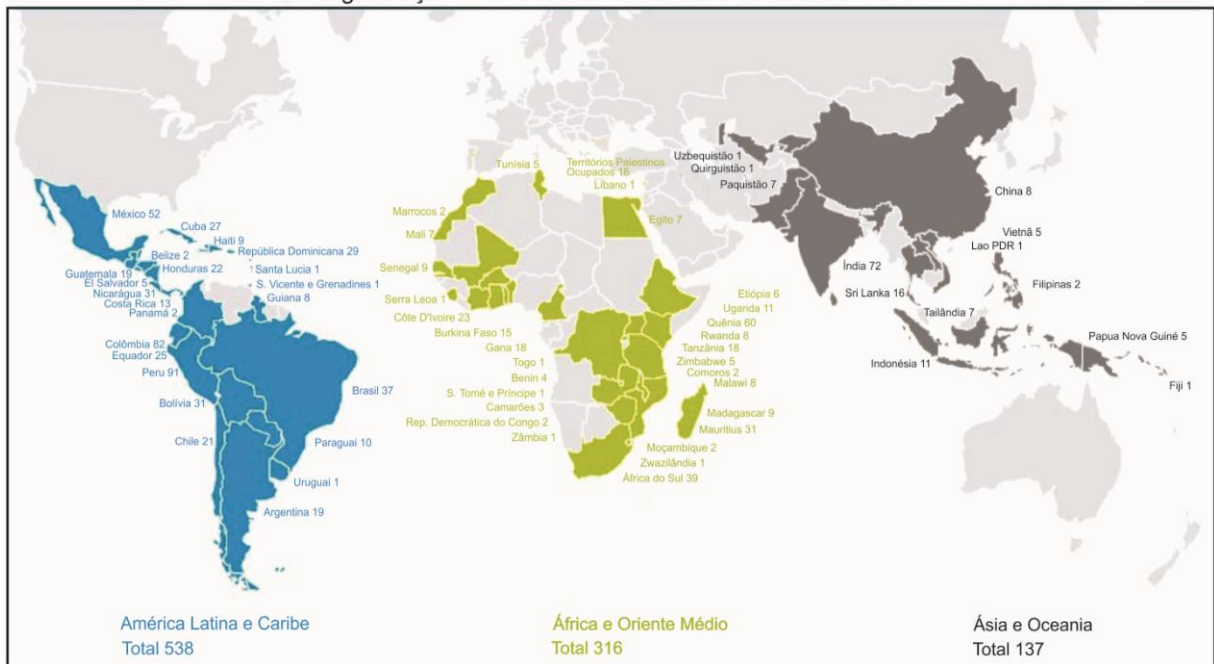 México 52
Cuba 27
Haiti 9
República Dominicana 29
Belize 2
Guatemala 19
Honduras 22
Santa Lucia 1
El Salvador 5
S. Vicente e Grenadines 1
Nicarágua 31
Guiana 8
Costa Rica 13
Panamá 2
Colômbia 82
Equador 25
Peru 91
Brasil 37
Bolívia 31
Chile 21
Paraguai 10
Uruguai 1
Argentina 19
Tunísia 5
Territórios Palestinos
Ocupados 16
Líbano 1
Marrocos 2
Egito 7
Mali 7
Senegal 9
Serra Leoa 1
Côte D'Ivoire 23
Burkina Faso 15
Gana 18
Togo 1
Benin 4
S. Tomé e Príncipe 1
Camarões 3
Rep. Democrática do Congo 2
Zâmbia 1
Etiópia 6
Uganda 11
Quênia 60
Rwanda 8
Tanzânia 18
Zimbabwe 5
Comoros 2
Malawi 8
Madagascar 9
Mauritius 31
Moçambique 2
Zwazilândia 1
África do Sul 39
Uzbequistão 1
Quirguistão 1
Paquistão 7
China 8
Vietnã 5
Lao PDR 1
Índia 72
Filipinas 2
Sri Lanka 16
Tailândia 7
Papua Nova Guiné 5
Indonésia 11
Fiji 1
América Latina e Caribe
Total 538
África e Oriente Médio
Total 316
Ásia e Oceania
Total 137